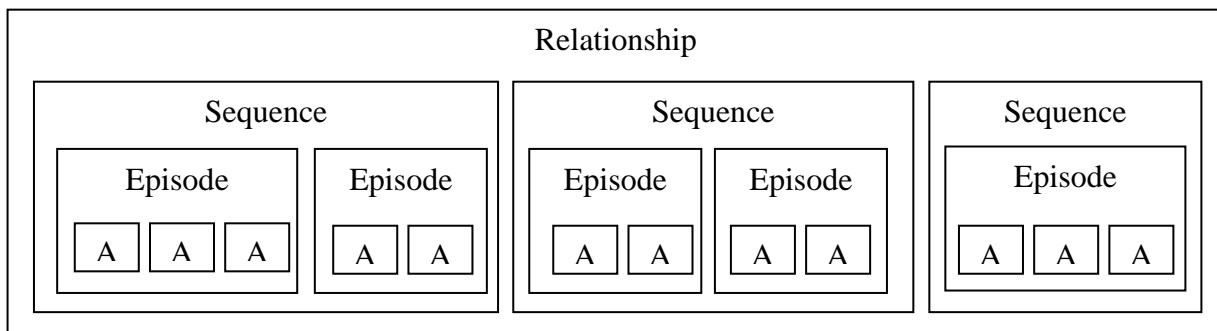 Relationship
Sequence Sequence Sequence
Episode Episode Episode Episode Episode
A A A A A A A A A A A A